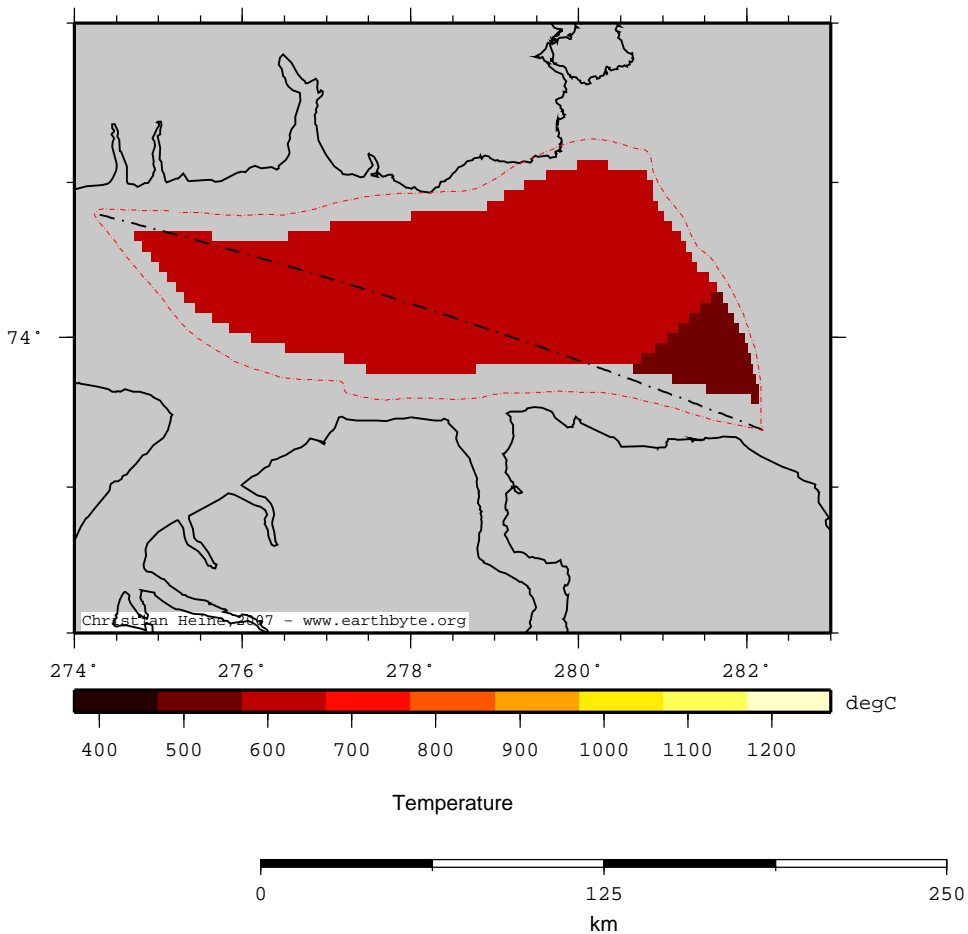 74°
Christian Heine, 2007 - www.earthbyte.org
274° 276° 278° 280° 282°
degC
400 500 600 700 800 900 1000 1100 1200
Temperature
0 125 250
km